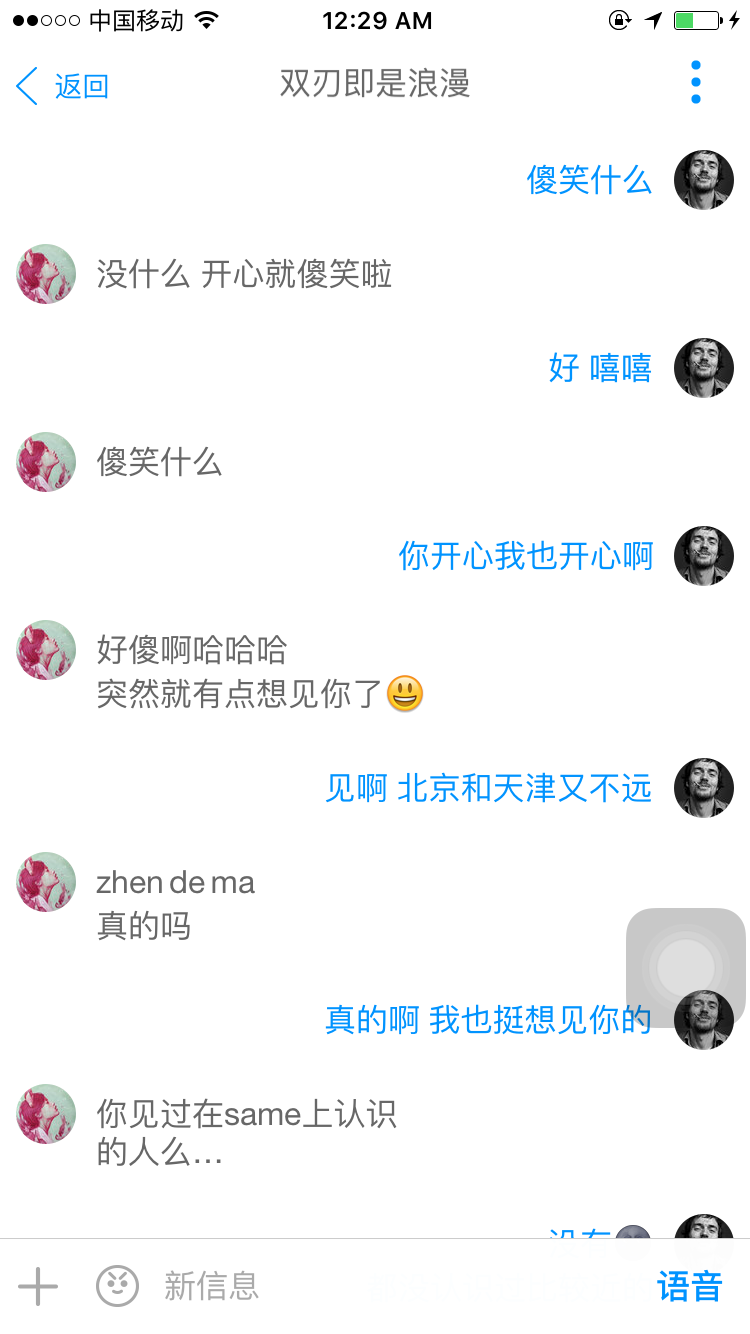 中国移动 12:29 AM
返回 双刃即是浪漫
傻笑什么
没什么 开心就傻笑啦
好 嘻嘻
傻笑什么
你开心我也开心啊
好傻啊哈哈哈
突然就有点想见你了😃
见啊 北京和天津又不远
zhen de ma
真的吗
真的啊 我也挺想见你的
你见过在same上认识
的人么...
没有🌚
新信息 语音